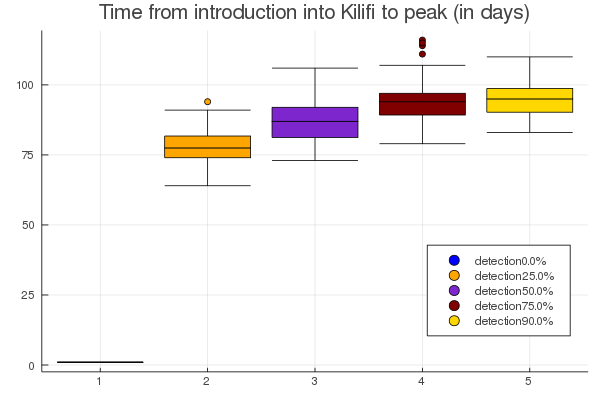 Time from introduction into Kilifi to peak (in days)
100
75
50
25
0
detection0.0%
detection25.0%
detection50.0%
detection75.0%
detection90.0%
1 2 3 4 5